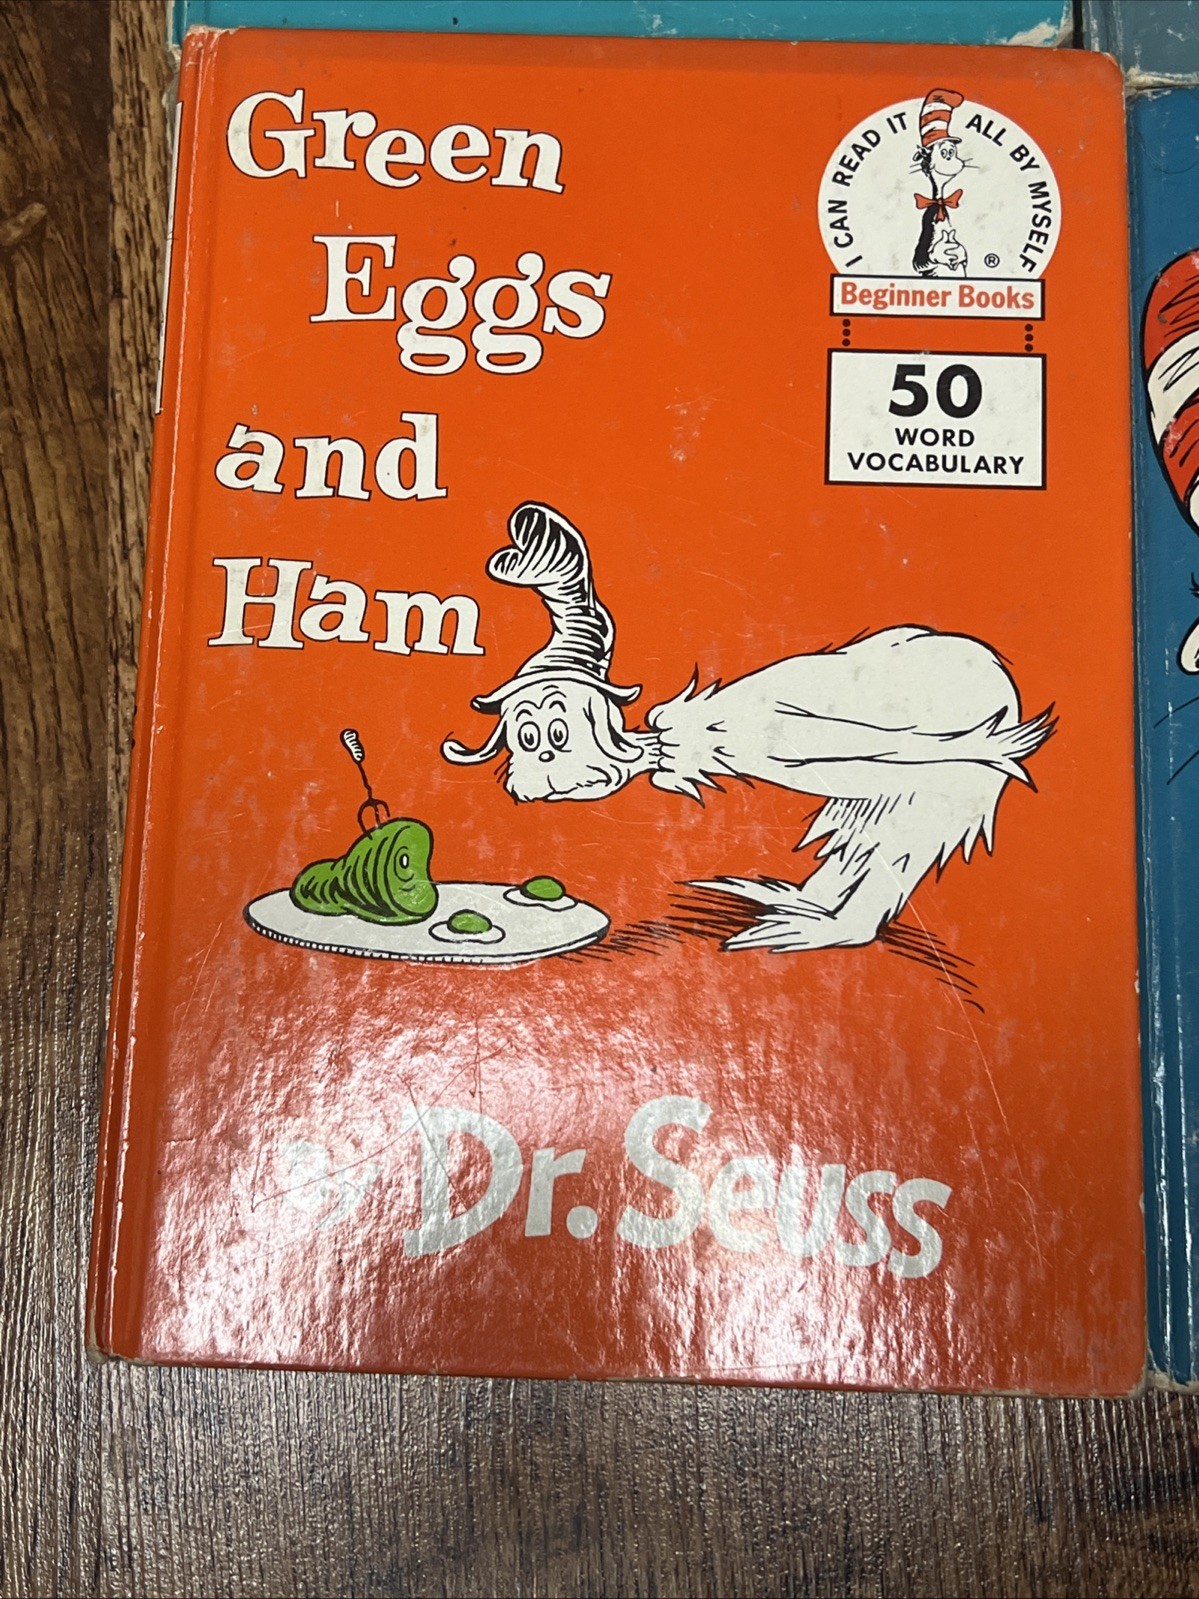 Green
Eggs
and
Ham
I CAN READ IT ALL BY MYSELF
®
Beginner Books
50
WORD
VOCABULARY
By Dr. Seuss